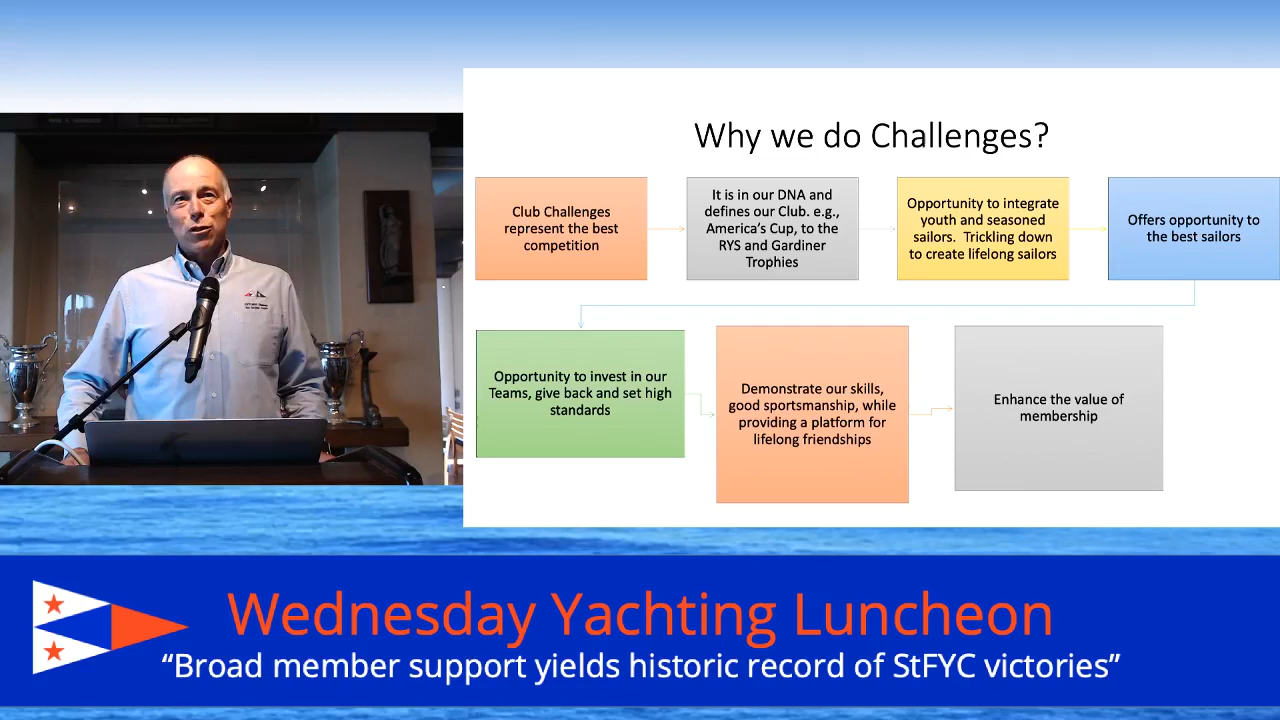 Why we do Challenges?
Club Challenges
represent the best
competition
It is in our DNA and
defines our Club. e.g.,
America's Cup, to the
RYS and Gardiner
Trophies
Opportunity to integrate
youth and seasoned
sailors.  Trickling down
to create lifelong sailors
Offers opportunity to
the best sailors
Opportunity to invest in our
Teams, give back and set high
standards
Demonstrate our skills,
good sportsmanship, while
providing a platform for
lifelong friendships
Enhance the value of
membership
Wednesday Yachting Luncheon
“Broad member support yields historic record of StFYC victories”